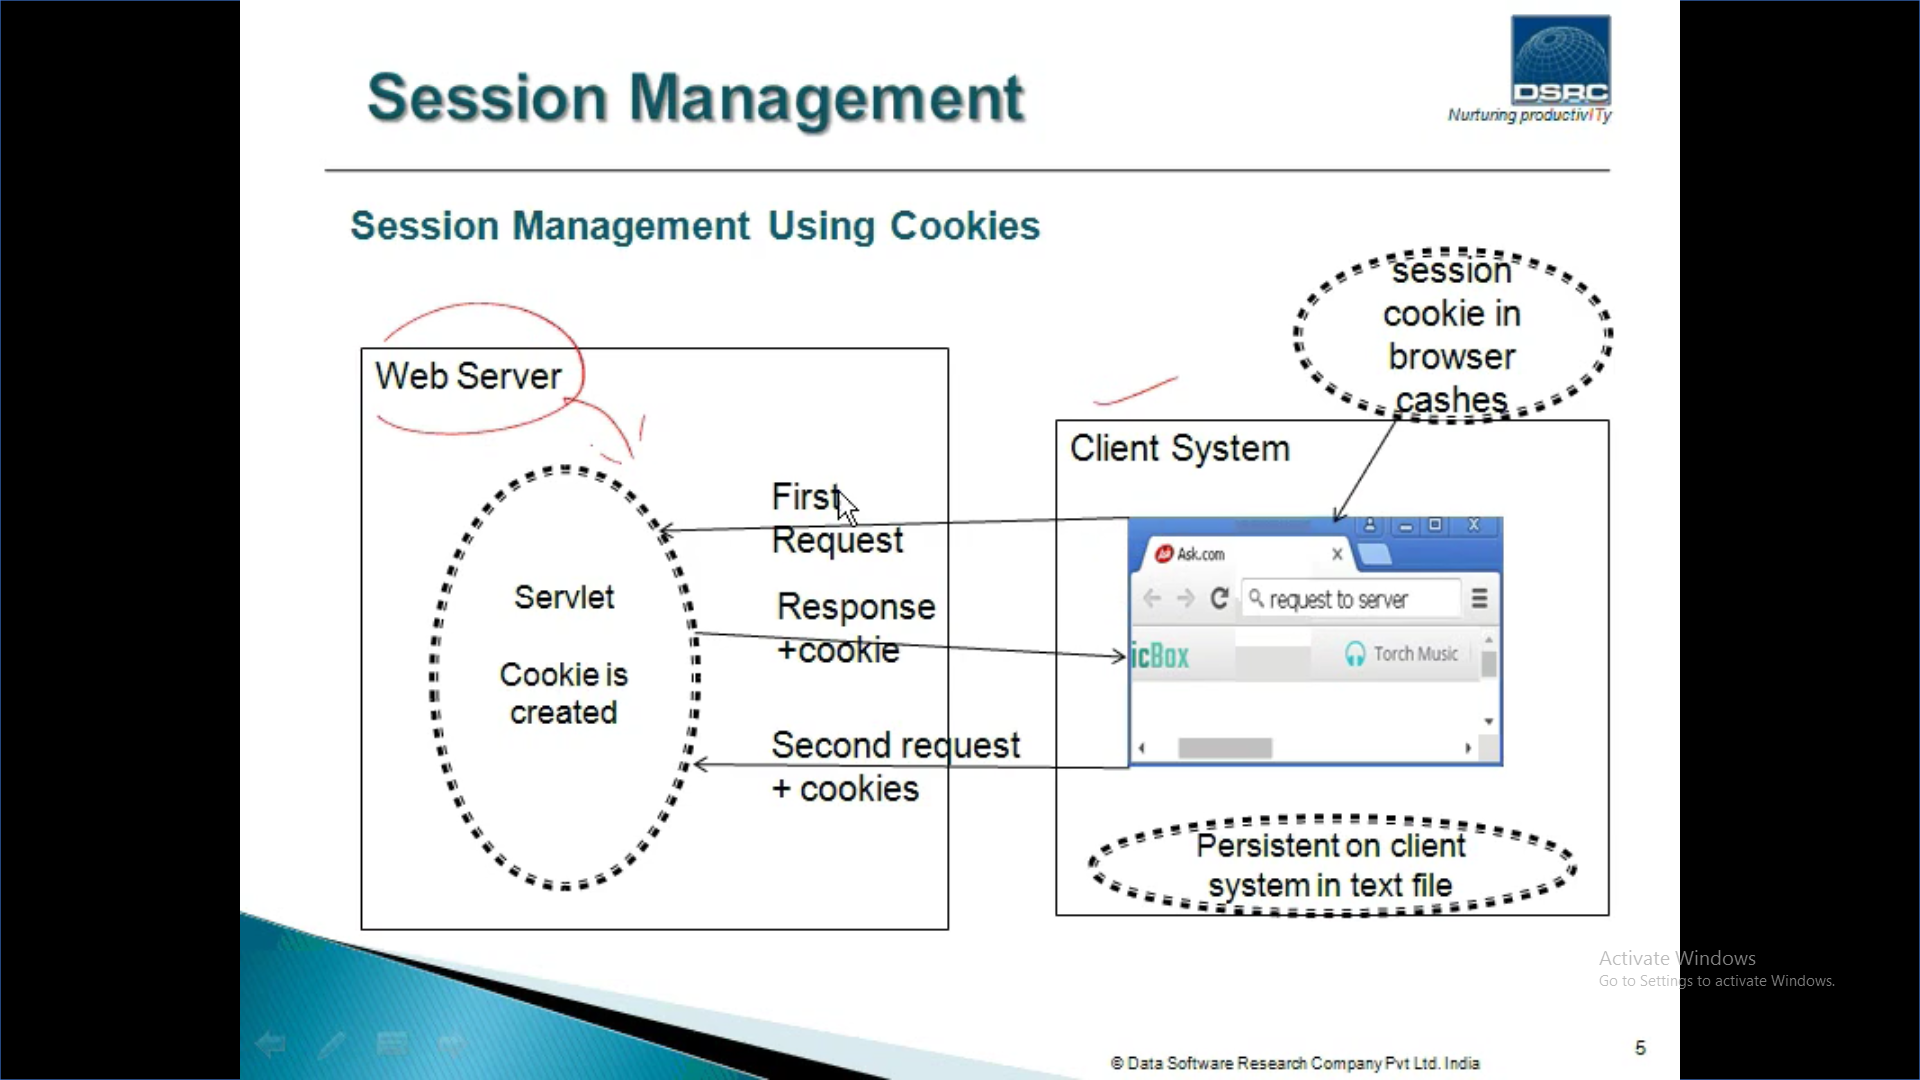 Session Management
DSRC
Nurturing productivITy
Session Management Using Cookies
session
cookie in
browser
cashes
Web Server
Client System
First
Request
Ask.com
request to server
Servlet
Response
+cookie
icBox
Torch Music
Cookie is
created
Second request
+ cookies
Persistent on client
system in text file
Activate Windows
Go to Settings to activate Windows.
5
© Data Software Research Company Pvt Ltd. India